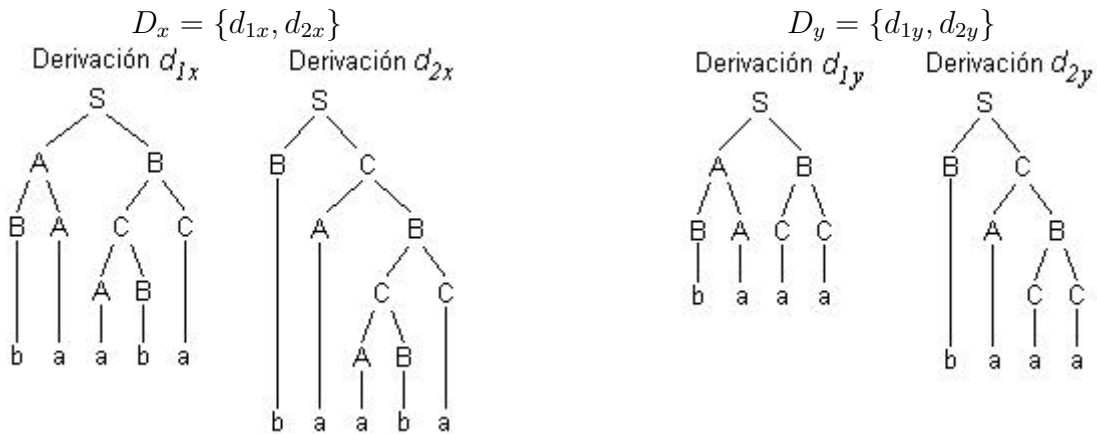 D_x = {d_{1x}, d_{2x}} D_y = {d_{1y}, d_{2y}}
Derivación d_{1x} Derivación d_{2x} Derivación d_{1y} Derivación d_{2y}
S S S S
A B B C A B B C
B A C C A B B A C C A B
A B C C C C
b a a b a A B b a a a b a a a
b a a b a